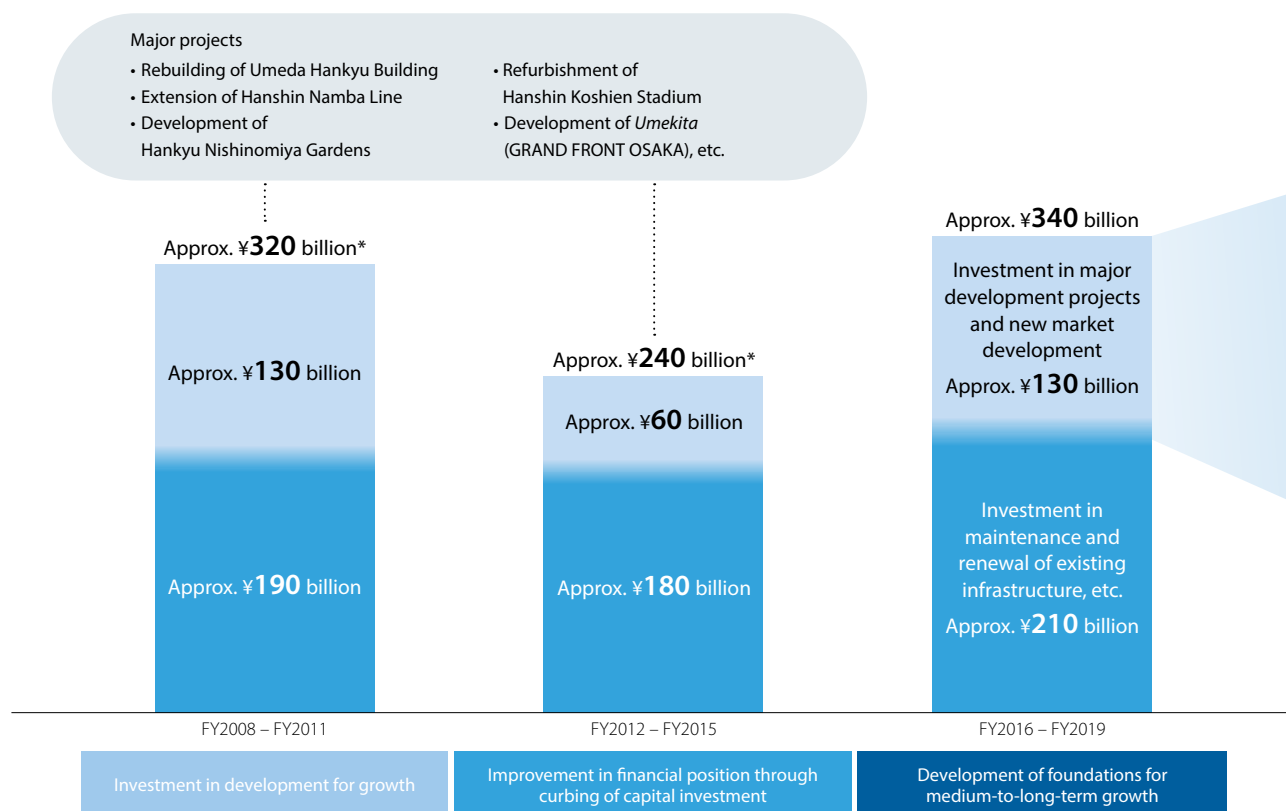 Major projects
• Rebuilding of Umeda Hankyu Building
• Extension of Hanshin Namba Line
• Development of
Hankyu Nishinomiya Gardens
• Refurbishment of
Hanshin Koshien Stadium
• Development of Umekita
(GRAND FRONT OSAKA), etc.
Approx. ¥320 billion*
Approx. ¥130 billion
Approx. ¥190 billion
FY2008 – FY2011
Investment in development for growth
Approx. ¥240 billion*
Approx. ¥60 billion
Approx. ¥180 billion
FY2012 – FY2015
Improvement in financial position through
curbing of capital investment
Approx. ¥340 billion
Investment in major
development projects
and new market
development
Approx. ¥130 billion
Investment in
maintenance and
renewal of existing
infrastructure, etc.
Approx. ¥210 billion
FY2016 – FY2019
Development of foundations for
medium-to-long-term growth